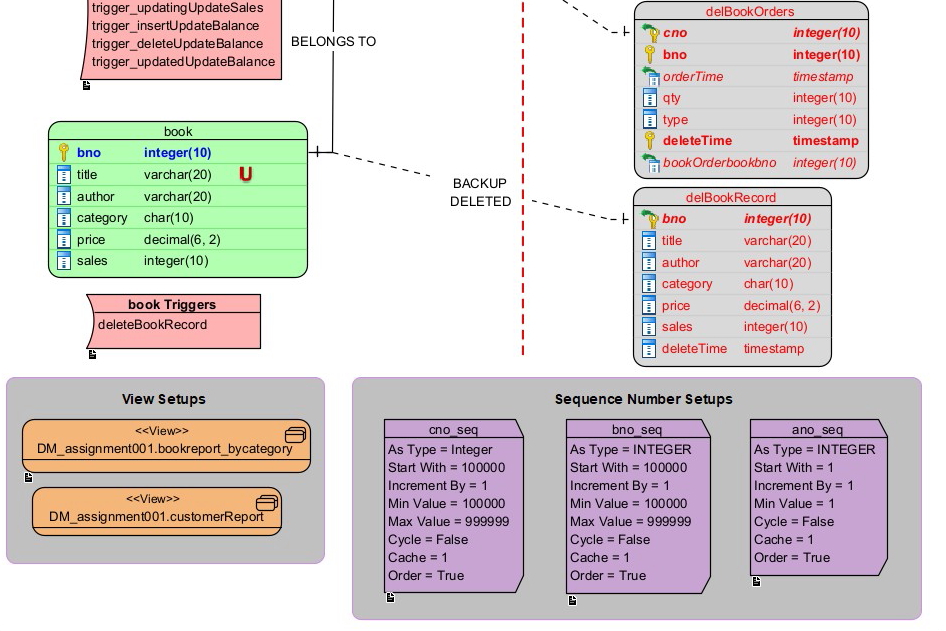 trigger_updatingUpdateSales
trigger_insertUpdateBalance
trigger_deleteUpdateBalance
trigger_updatedUpdateBalance
BELONGS TO
delBookOrders
cno integer(10)
bno integer(10)
orderTime timestamp
qty integer(10)
type integer(10)
deleteTime timestamp
bookOrderbookbno integer(10)
book
bno integer(10)
title varchar(20) U
author varchar(20)
category char(10)
price decimal(6, 2)
sales integer(10)
BACKUP
DELETED
delBookRecord
bno integer(10)
title varchar(20)
author varchar(20)
category char(10)
price decimal(6, 2)
sales integer(10)
deleteTime timestamp
book Triggers
deleteBookRecord
View Setups
<<View>>
DM_assignment001.bookreport_bycategory
<<View>>
DM_assignment001.customerReport
Sequence Number Setups
cno_seq
As Type = Integer
Start With = 100000
Increment By = 1
Min Value = 100000
Max Value = 999999
Cycle = False
Cache = 1
Order = True
bno_seq
As Type = INTEGER
Start With = 100000
Increment By = 1
Min Value = 100000
Max Value = 999999
Cycle = False
Cache = 1
Order = True
ano_seq
As Type = INTEGER
Start With = 1
Increment By = 1
Min Value = 1
Cycle = False
Cache = 1
Order = True